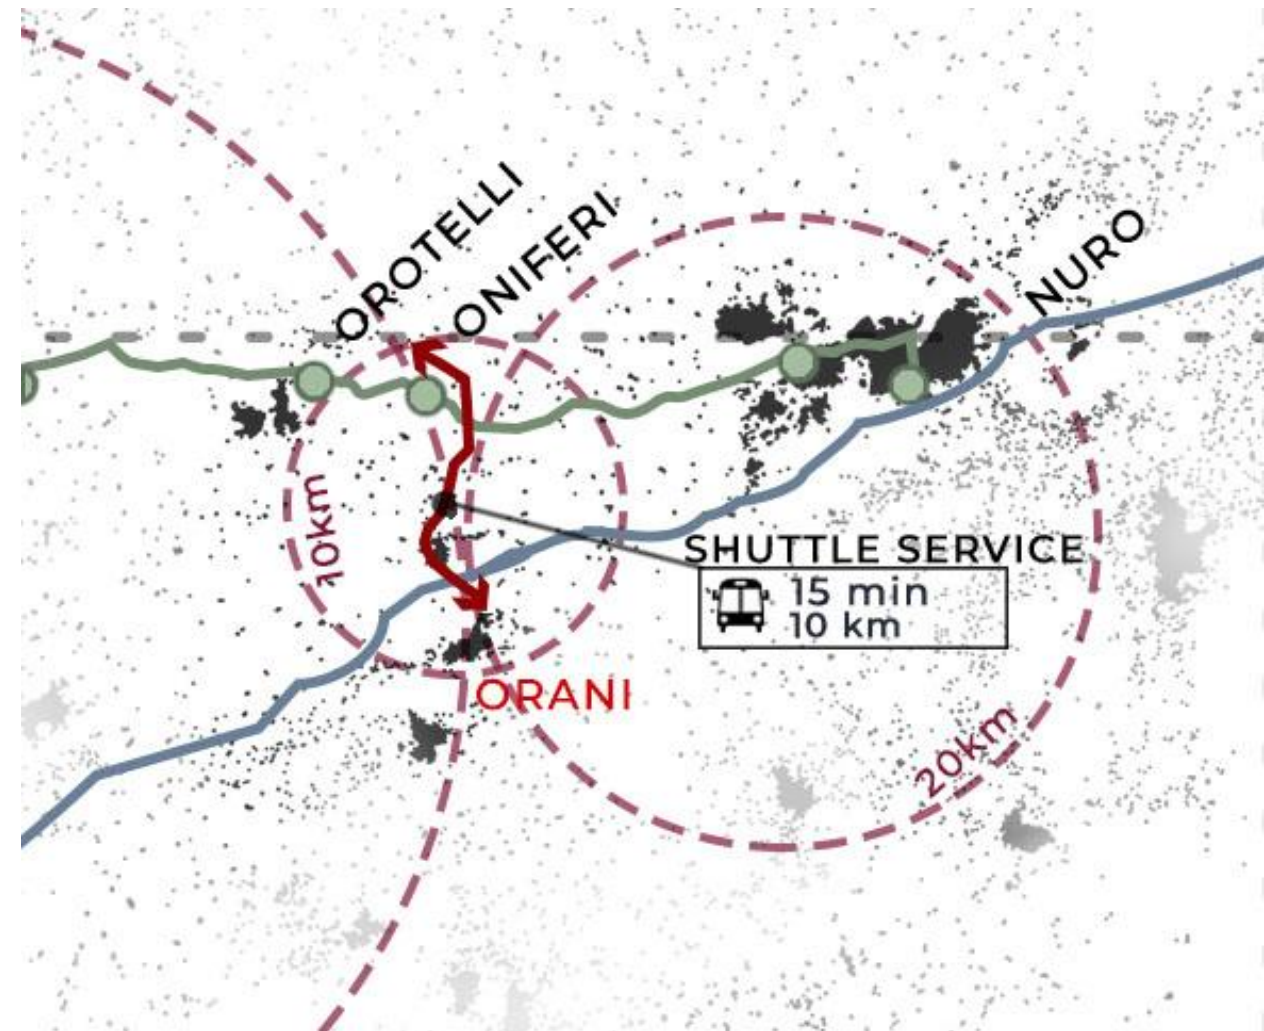 OROTELLI
ONIFERI
NURO
10km
SHUTTLE SERVICE
15 min
10 km
ORANI
20km